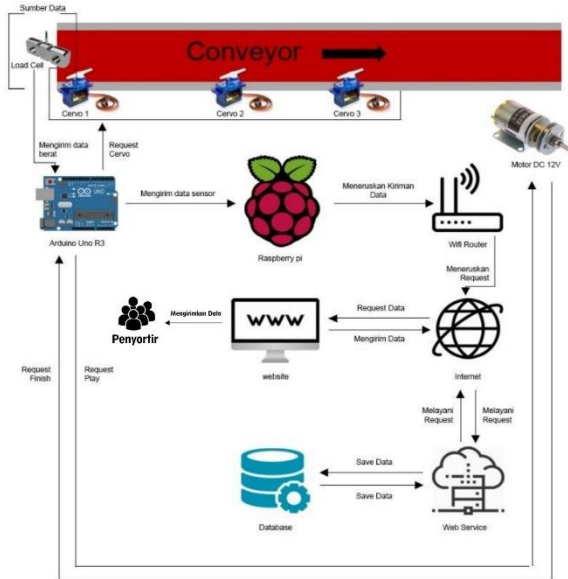 Sumber Data
Conveyor
Load Cell
Cervo 1
Cervo 2
Cervo 3
Mengirim data
berat
Request
Cervo
Motor DC 12V
Mengirim data sensor
Meneruskan Kiriman
Data
Arduino Uno R3
Raspberry pi
Wifi Router
Meneruskan
Request
Mengirimkan Data
Penyortir
WWW
Request Data
Mengirim Data
website
Internet
Request
Finish
Request
Play
Melayani
Request
Melayani
Request
Save Data
Save Data
Database
Web Service